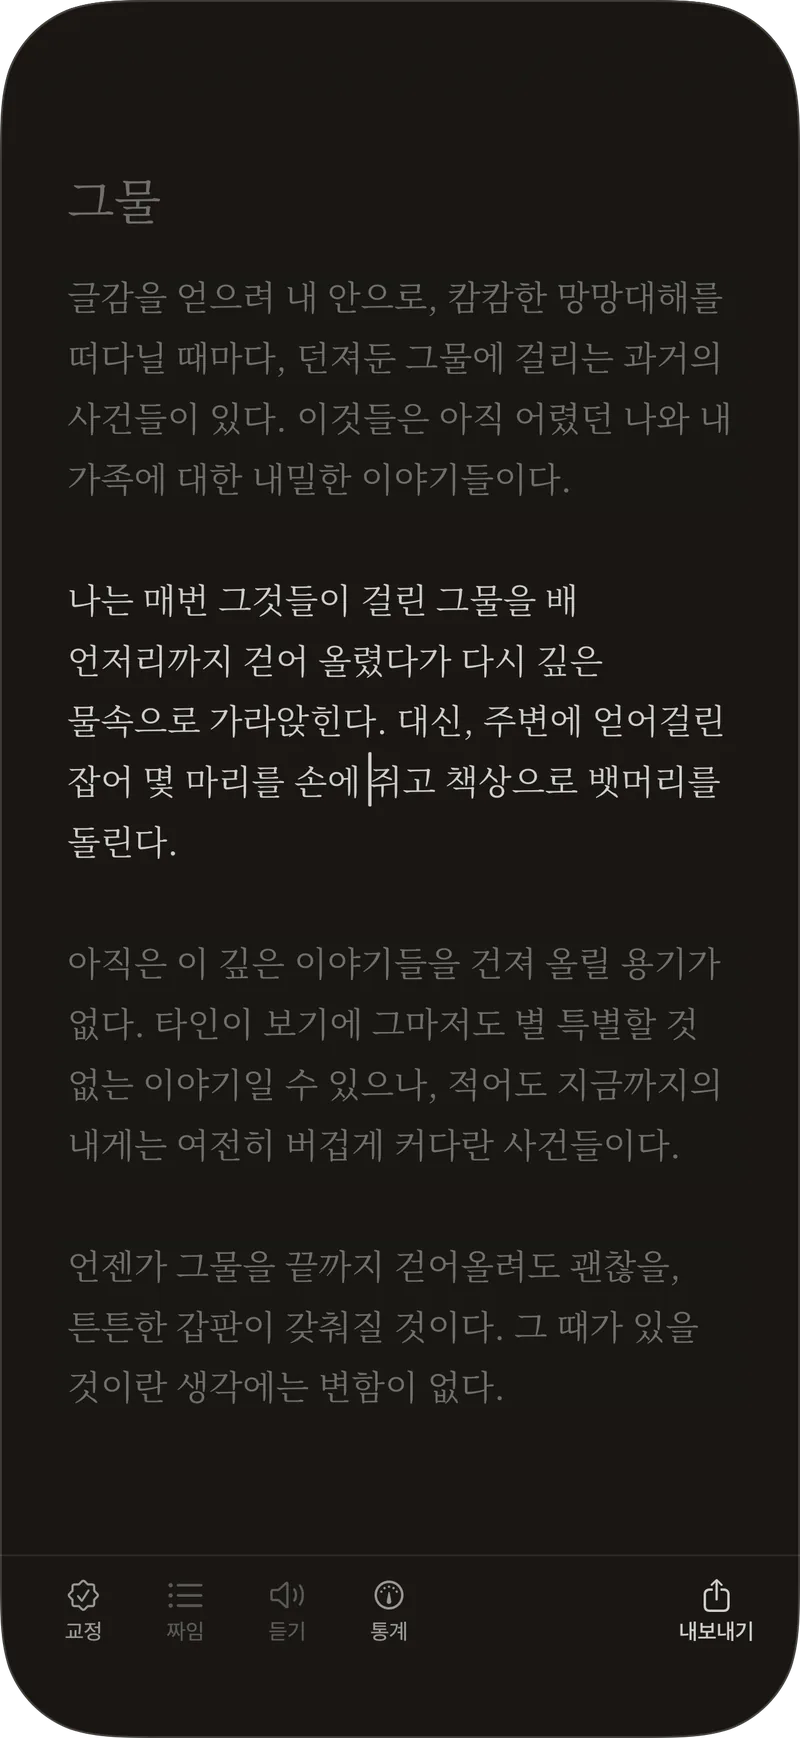 그물
글감을 얻으려 내 안으로, 캄캄한 망망대해를
떠다닐 때마다, 던져둔 그물에 걸리는 과거의
사건들이 있다. 이것들은 아직 어렸던 나와 내
가족에 대한 내밀한 이야기들이다.
나는 매번 그것들이 걸린 그물을 배
언저리까지 걷어 올렸다가 다시 깊은
물속으로 가라앉힌다. 대신, 주변에 얻어걸린
잡어 몇 마리를 손에 쥐고 책상으로 뱃머리를
돌린다.
아직은 이 깊은 이야기들을 건져 올릴 용기가
없다. 타인이 보기에 그마저도 별 특별할 것
없는 이야기일 수 있으나, 적어도 지금까지의
내게는 여전히 버겁게 커다란 사건들이다.
언젠가 그물을 끝까지 걷어올려도 괜찮을,
튼튼한 갑판이 갖춰질 것이다. 그 때가 있을
것이란 생각에는 변함이 없다.
교정 짜임 듣기 통계 내보내기